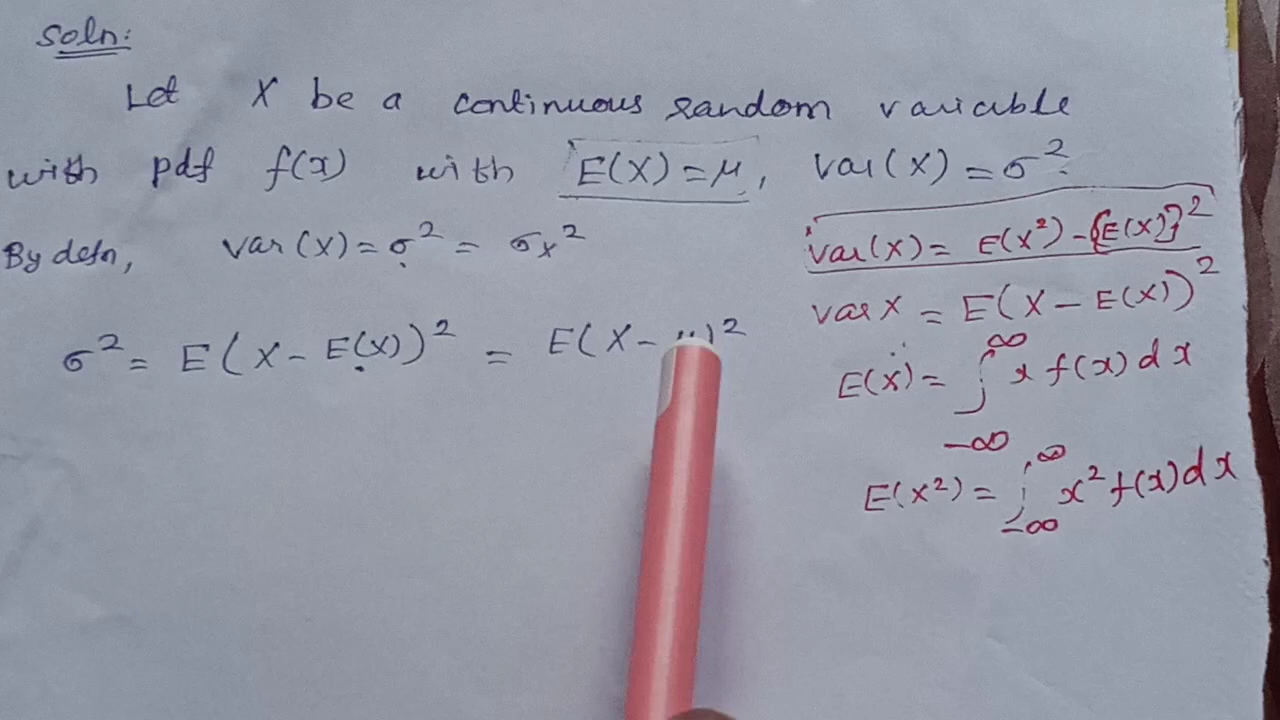 Soln:
Let X be a continuous random variable
with pdf f(x) with E(X) = μ, var(X) = σ².
By defn, var(X) = σ² = σx²
σ² = E(X - E(X))² = E(X - μ)²
var(X) = E(X²) - {E(X)}²
var X = E(X - E(X))²
E(X) = ∫_{-∞}^{∞} x f(x) dx
E(X²) = ∫_{-∞}^{∞} x² f(x) dx